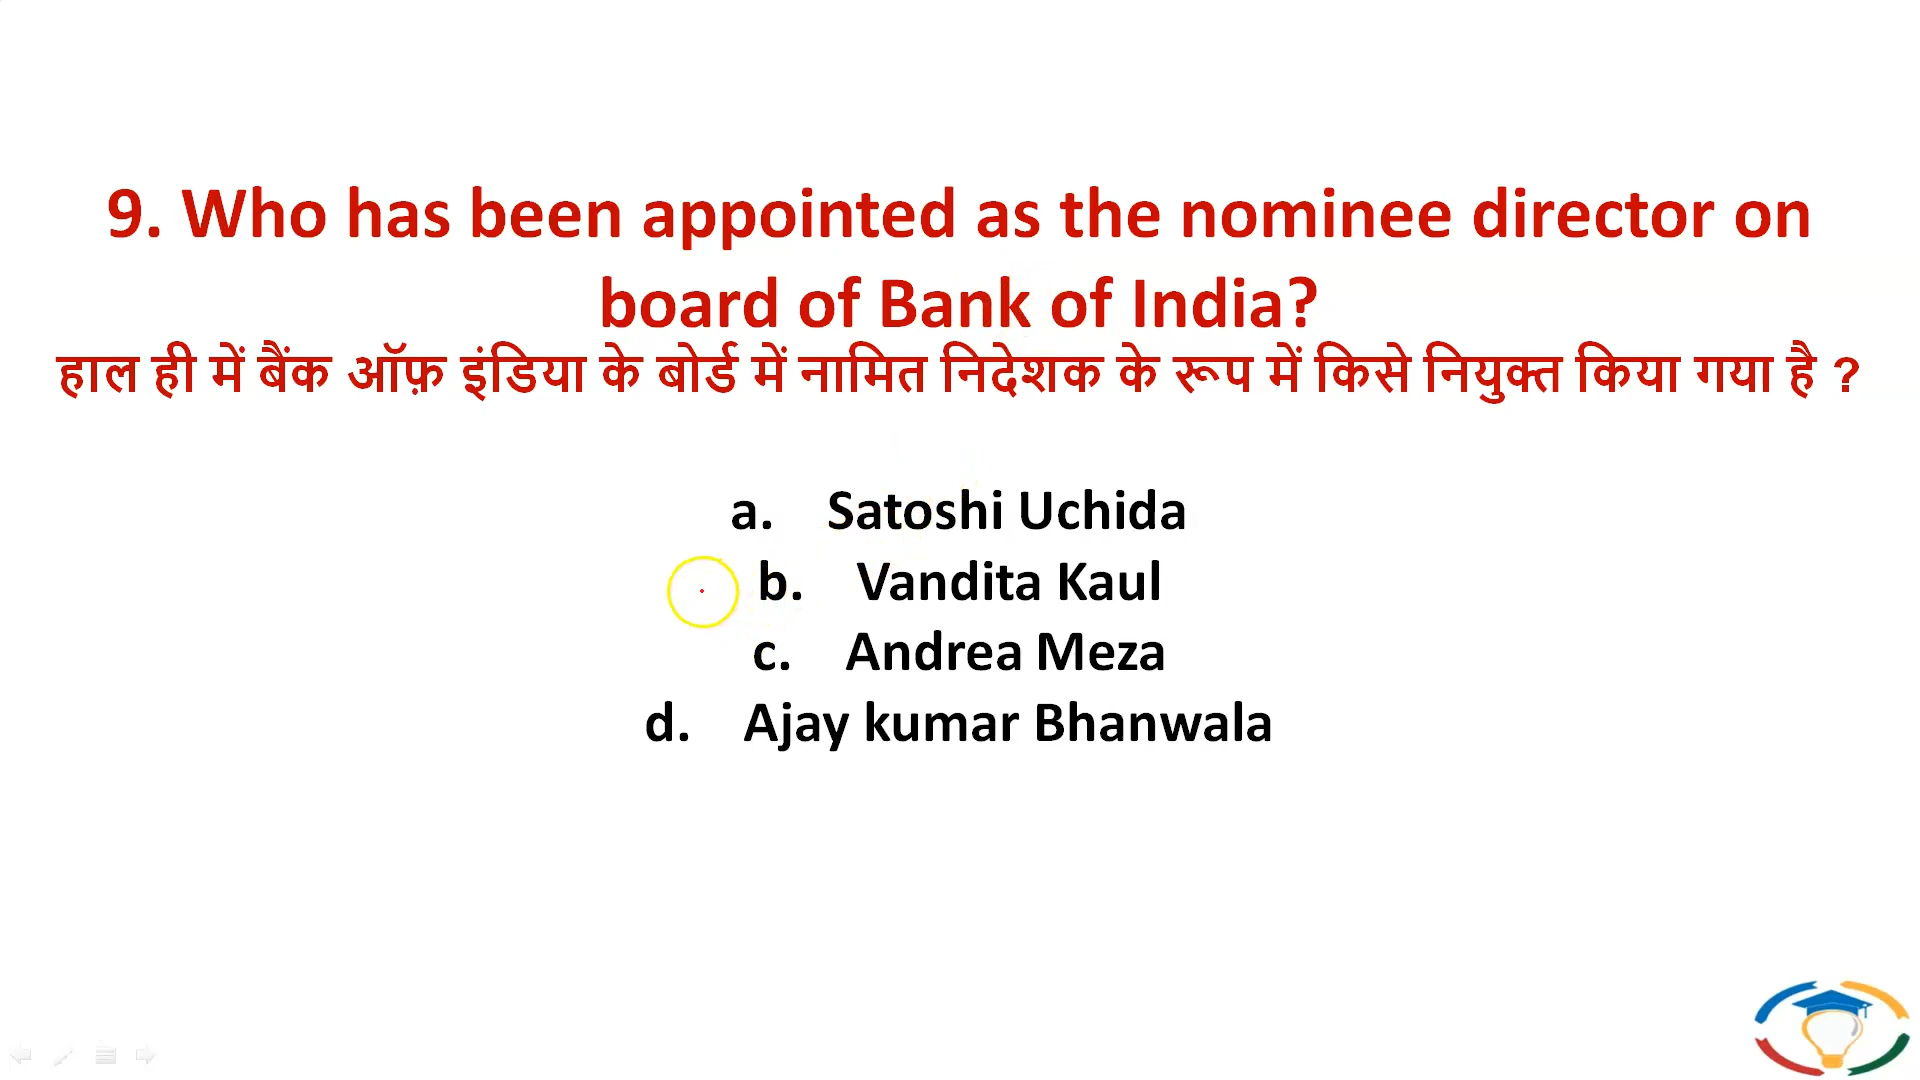 9. Who has been appointed as the nominee director on
board of Bank of India?
हाल ही में बैंक ऑफ़ इंडिया के बोर्ड में नामित निदेशक के रूप में किसे नियुक्त किया गया है ?
a. Satoshi Uchida
b. Vandita Kaul
c. Andrea Meza
d. Ajay kumar Bhanwala